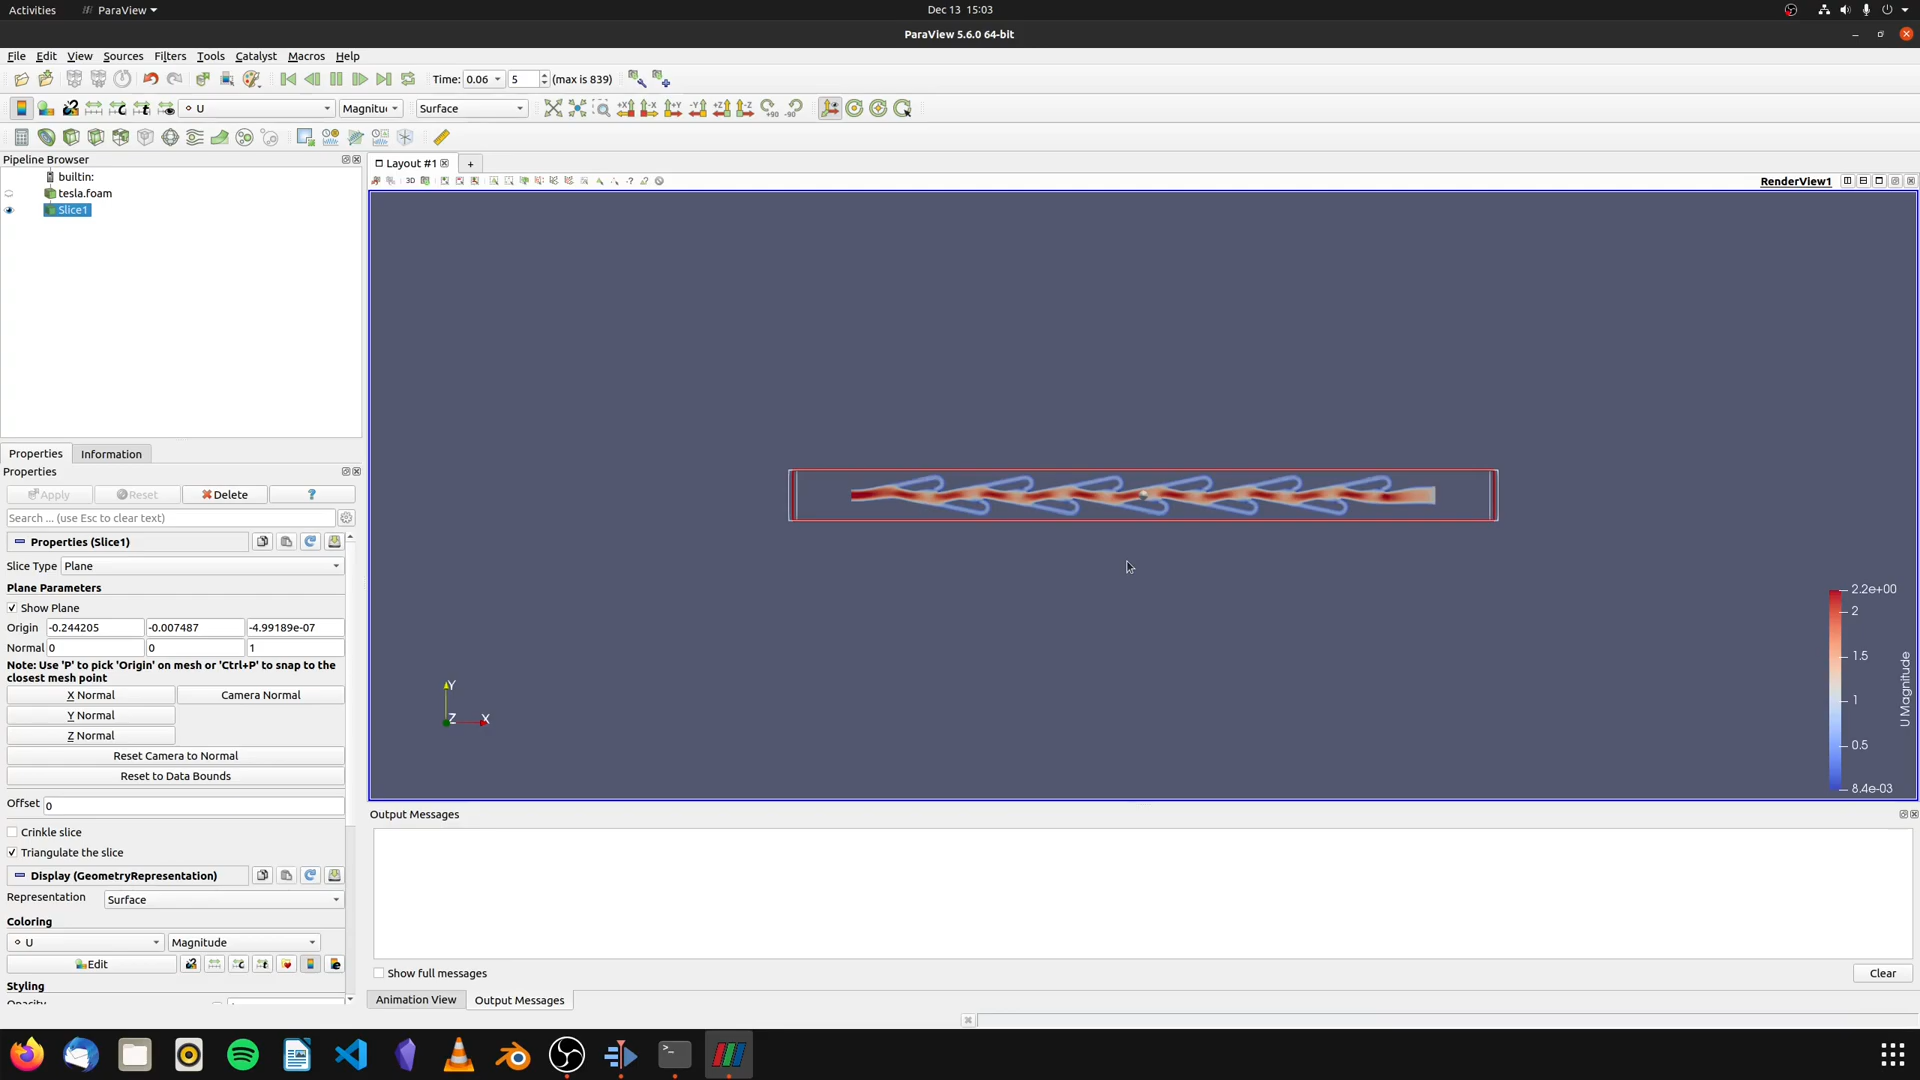 Activities
ParaView
Dec 13 15:03
ParaView 5.6.0 64-bit
File Edit View Sources Filters Tools Catalyst Macros Help
Time: 0.06 5 (max is 839)
U Magnitu Surface
+X -X +Y -Y +Z -Z +90 -90
Pipeline Browser
Layout #1 +
builtin:
3D
RenderView1
tesla.foam
Slice1
Properties Information
Properties
Apply Reset Delete ?
Search ... (use Esc to clear text)
Properties (Slice1)
Slice Type Plane
Plane Parameters
Show Plane
Origin -0.244205 -0.007487 -4.99189e-07
Normal 0 0 1
Note: Use 'P' to pick 'Origin' on mesh or 'Ctrl+P' to snap to the
closest mesh point
X Normal Camera Normal
Y Normal
Z Normal
Reset Camera to Normal
Reset to Data Bounds
Offset 0
Crinkle slice
Triangulate the slice
Display (GeometryRepresentation)
Representation Surface
Coloring
U Magnitude
Edit
Styling
Y
Z X
2.2e+00
2
1.5
1
0.5
8.4e-03
U Magnitude
Output Messages
Show full messages
Clear
Animation View Output Messages